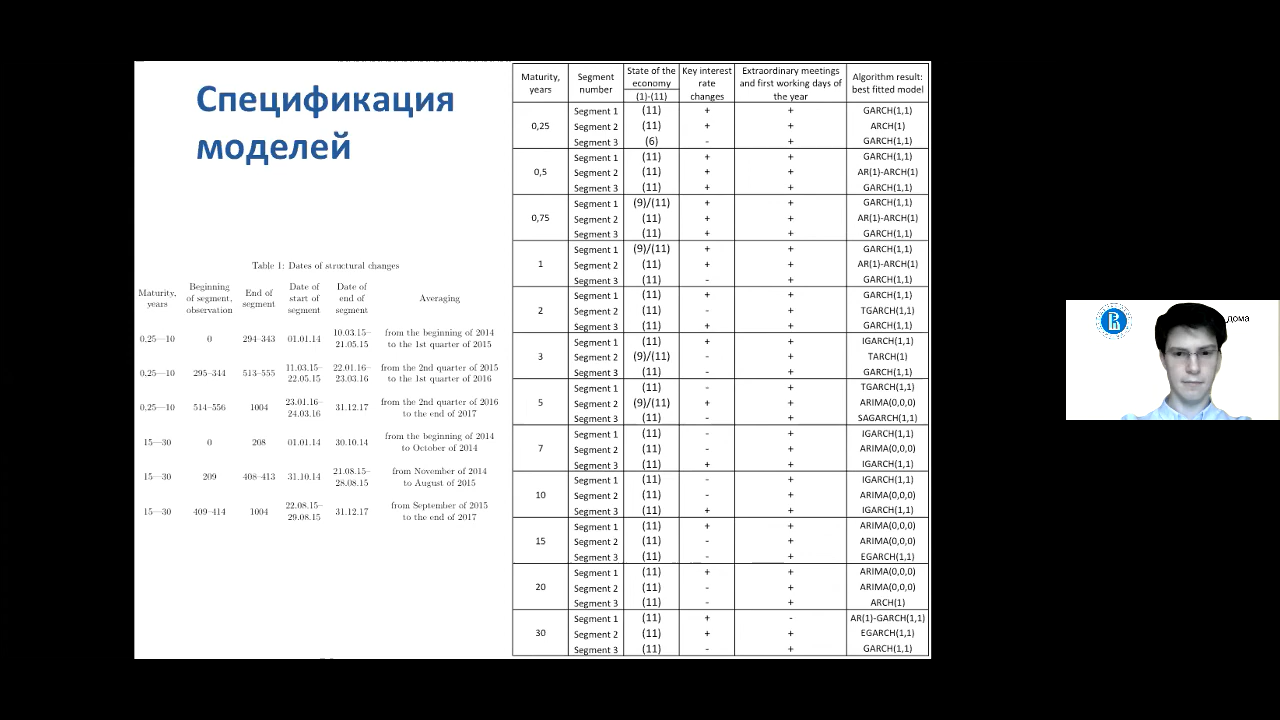 Спецификация
моделей
Table 1: Dates of structural changes
Maturity, years | Beginning of segment, observation | End of segment | Date of start of segment | Date of end of segment | Averaging
0.25—10 | 0 | 294–343 | 01.01.14 | 10.03.15–21.05.15 | from the beginning of 2014 to the 1st quarter of 2015
0.25—10 | 295–344 | 513–555 | 11.03.15–22.05.15 | 22.01.16–23.03.16 | from the 2nd quarter of 2015 to the 1st quarter of 2016
0.25—10 | 514–556 | 1004 | 23.01.16–24.03.16 | 31.12.17 | from the 2nd quarter of 2016 to the end of 2017
15—30 | 0 | 208 | 01.01.14 | 30.10.14 | from the beginning of 2014 to October of 2014
15—30 | 209 | 408–413 | 31.10.14 | 21.08.15–28.08.15 | from November of 2014 to August of 2015
15—30 | 409–414 | 1004 | 22.08.15–29.08.15 | 31.12.17 | from September of 2015 to the end of 2017
Maturity, years | Segment number | State of the economy (1)-(11) | Key interest rate changes | Extraordinary meetings and first working days of the year | Algorithm result: best fitted model
0,25 | Segment 1 | (11) | + | + | GARCH(1,1)
Segment 2 | (11) | + | + | ARCH(1)
Segment 3 | (6) | - | + | GARCH(1,1)
0,5 | Segment 1 | (11) | + | + | GARCH(1,1)
Segment 2 | (11) | + | + | AR(1)-ARCH(1)
Segment 3 | (11) | + | + | GARCH(1,1)
0,75 | Segment 1 | (9)/(11) | + | + | GARCH(1,1)
Segment 2 | (11) | + | + | AR(1)-ARCH(1)
Segment 3 | (11) | + | + | GARCH(1,1)
1 | Segment 1 | (9)/(11) | + | + | GARCH(1,1)
Segment 2 | (11) | + | + | AR(1)-ARCH(1)
Segment 3 | (11) | - | + | GARCH(1,1)
2 | Segment 1 | (11) | + | + | GARCH(1,1)
Segment 2 | (11) | - | + | TGARCH(1,1)
Segment 3 | (11) | + | + | GARCH(1,1)
3 | Segment 1 | (11) | + | + | IGARCH(1,1)
Segment 2 | (9)/(11) | - | + | TARCH(1)
Segment 3 | (11) | - | + | GARCH(1,1)
5 | Segment 1 | (11) | - | + | TGARCH(1,1)
Segment 2 | (9)/(11) | + | + | ARIMA(0,0,0)
Segment 3 | (11) | - | + | SAGARCH(1,1)
7 | Segment 1 | (11) | - | + | IGARCH(1,1)
Segment 2 | (11) | - | + | ARIMA(0,0,0)
Segment 3 | (11) | + | + | IGARCH(1,1)
10 | Segment 1 | (11) | - | + | IGARCH(1,1)
Segment 2 | (11) | - | + | ARIMA(0,0,0)
Segment 3 | (11) | + | + | IGARCH(1,1)
15 | Segment 1 | (11) | + | + | ARIMA(0,0,0)
Segment 2 | (11) | - | + | ARIMA(0,0,0)
Segment 3 | (11) | - | + | EGARCH(1,1)
20 | Segment 1 | (11) | + | + | ARIMA(0,0,0)
Segment 2 | (11) | - | + | ARIMA(0,0,0)
Segment 3 | (11) | - | + | ARCH(1)
30 | Segment 1 | (11) | + | - | AR(1)-GARCH(1,1)
Segment 2 | (11) | + | + | EGARCH(1,1)
Segment 3 | (11) | - | + | GARCH(1,1)
дома